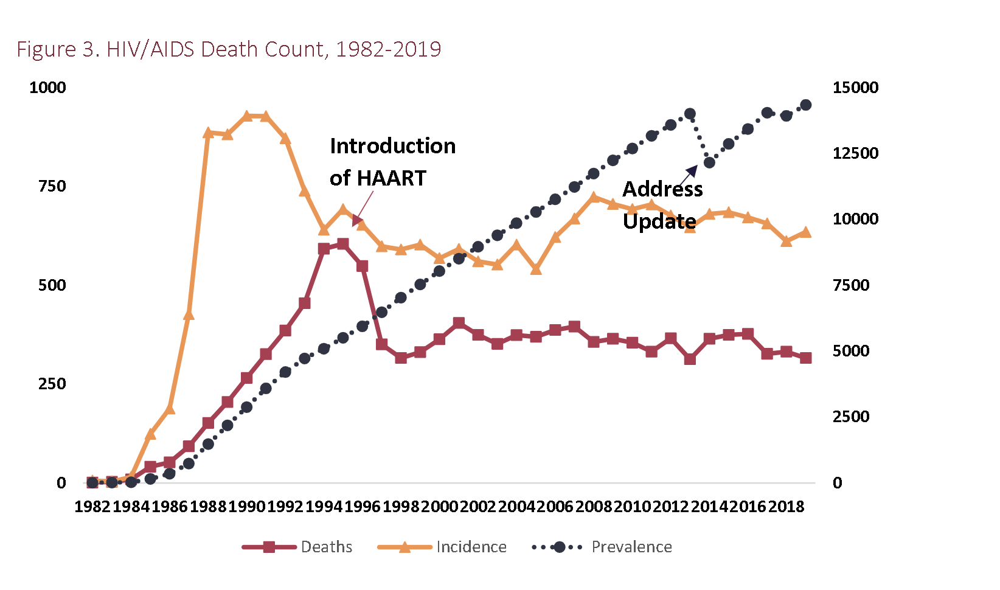 Figure 3. HIV/AIDS Death Count, 1982-2019
1000
15000
Introduction
of HAART
12500
750
Address
Update
10000
500
7500
5000
250
2500
0
0
1982 1984 1986 1988 1990 1992 1994 1996 1998 2000 2002 2004 2006 2008 2010 2012 2014 2016 2018
Deaths Incidence Prevalence